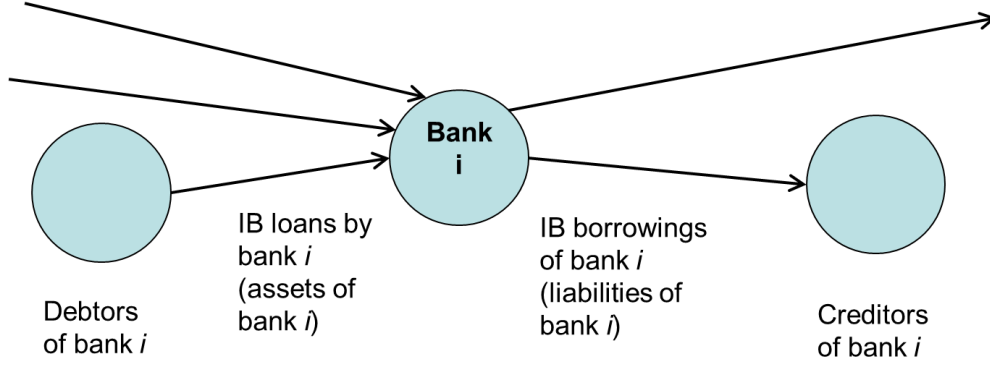 Bank
i
IB loans by
bank i
(assets of
bank i)
IB borrowings
of bank i
(liabilities of
bank i)
Debtors
of bank i
Creditors
of bank i